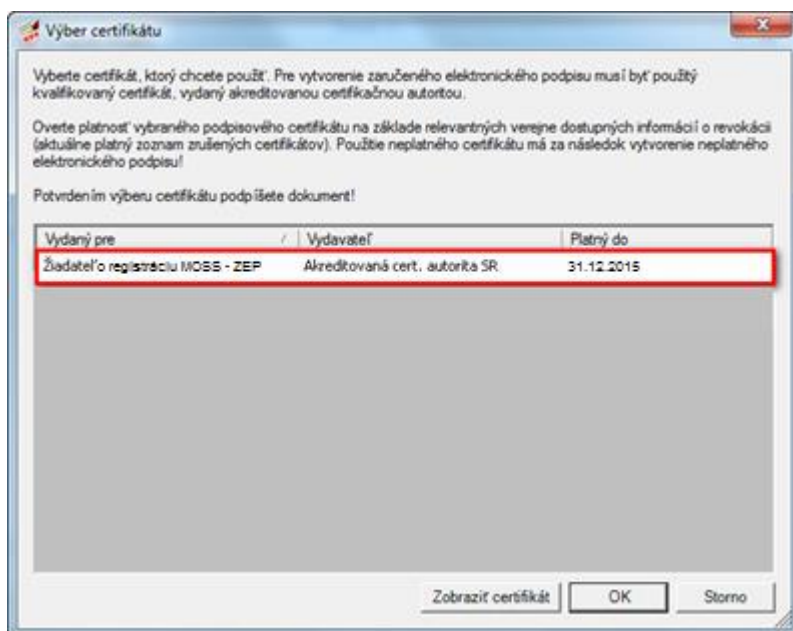 Výber certifikátu
Vyberte certifikát, ktorý chcete použiť. Pre vytvorenie zaručeného elektronického podpisu musí byť použitý
kvalifikovaný certifikát, vydaný akreditovanou certifikačnou autoritou.
Overte platnosť vybraného podpisového certifikátu na základe relevantných verejne dostupných informácií o revokácii
(aktuálne platný zoznam zrušených certifikátov). Použitie neplatného certifikátu má za následok vytvorenie neplatného
elektronického podpisu!
Potvrdením výberu certifikátu podpíšete dokument!
Vydaný pre / Vydavateľ Platný do
Žiadateľ o registráciu MOSS - ZEP Akreditovaná cert. autorita SR 31.12.2015
Zobraziť certifikát OK Storno